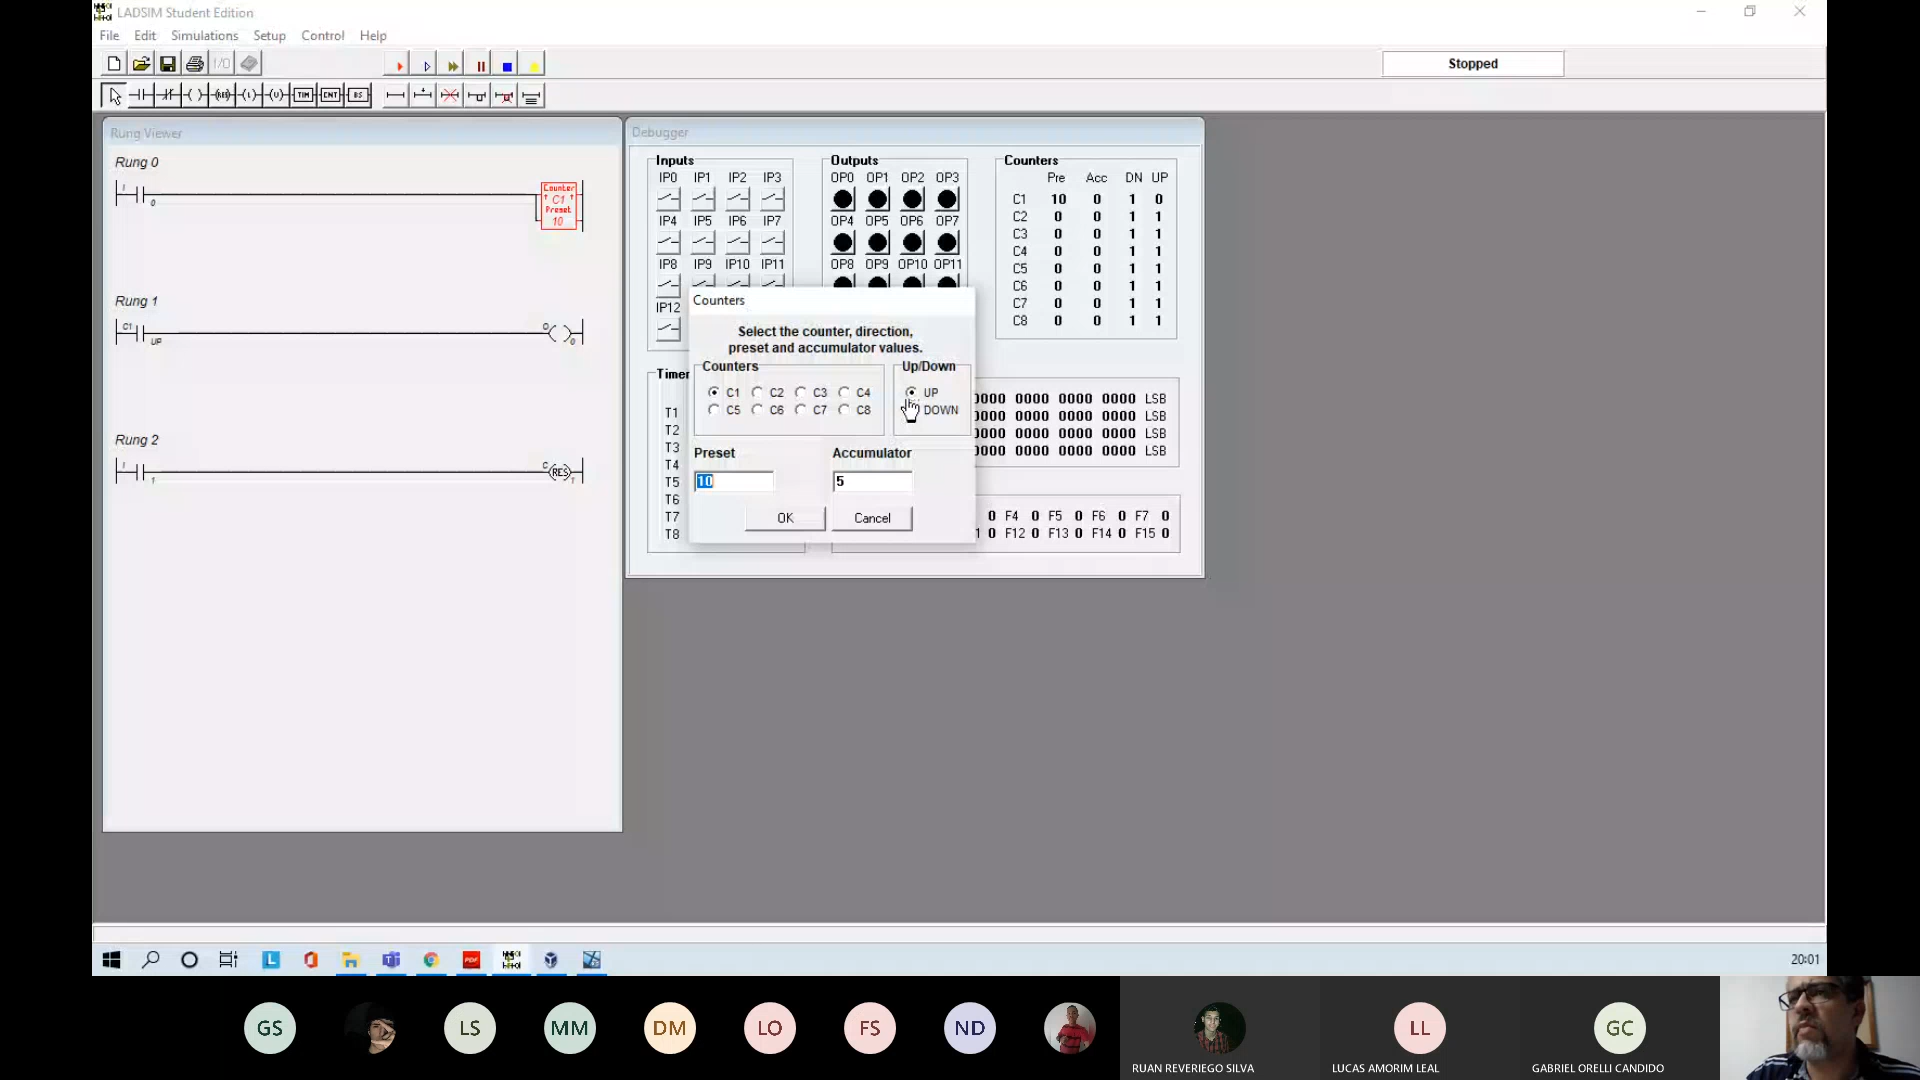 LADSIM Student Edition
File Edit Simulations Setup Control Help
I/O
Stopped
RES L U TIM CNT BS
Rung Viewer
Rung 0
I
0
Counter
↑ C1 ↑
Preset
10
Rung 1
C1
UP
O
0
Rung 2
I
1
C
RES
1
Debugger
Inputs
IP0 IP1 IP2 IP3
IP4 IP5 IP6 IP7
IP8 IP9 IP10 IP11
IP12
Outputs
OP0 OP1 OP2 OP3
OP4 OP5 OP6 OP7
OP8 OP9 OP10 OP11
Counters
Pre Acc DN UP
C1 10 0 1 0
C2 0 0 1 1
C3 0 0 1 1
C4 0 0 1 1
C5 0 0 1 1
C6 0 0 1 1
C7 0 0 1 1
C8 0 0 1 1
Timer
T1
T2
T3
T4
T5
T6
T7
T8
0000 0000 0000 0000 LSB
0000 0000 0000 0000 LSB
0000 0000 0000 0000 LSB
0000 0000 0000 0000 LSB
0 F4 0 F5 0 F6 0 F7 0
1 0 F12 0 F13 0 F14 0 F15 0
Counters
Select the counter, direction,
preset and accumulator values.
Counters
C1 C2 C3 C4
C5 C6 C7 C8
Up/Down
UP
DOWN
Preset Accumulator
10 5
OK Cancel
L
PDF
20:01
GS LS MM DM LO FS ND LL GC
RUAN REVERIEGO SILVA LUCAS AMORIM LEAL GABRIEL ORELLI CANDIDO